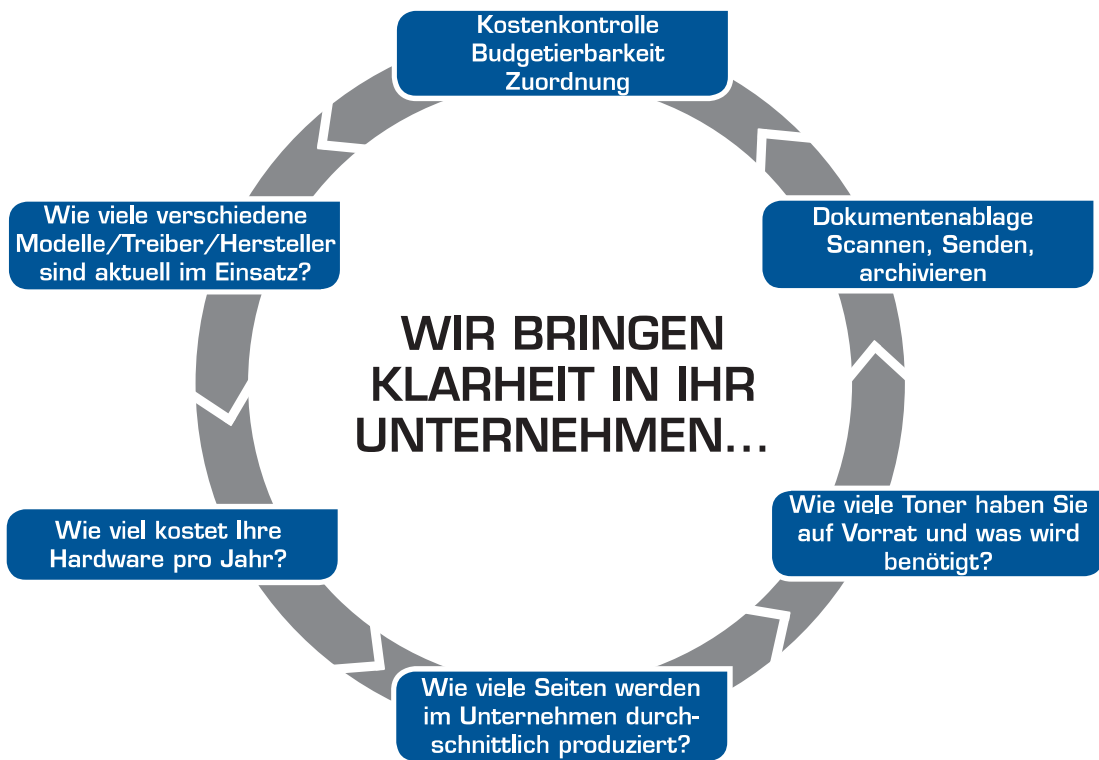 Kostenkontrolle
Budgetierbarkeit
Zuordnung
Wie viele verschiedene
Modelle/Treiber/Hersteller
sind aktuell im Einsatz?
Dokumentenablage
Scannen, Senden,
archivieren
WIR BRINGEN
KLARHEIT IN IHR
UNTERNEHMEN...
Wie viel kostet Ihre
Hardware pro Jahr?
Wie viele Toner haben Sie
auf Vorrat und was wird
benötigt?
Wie viele Seiten werden
im Unternehmen durch-
schnittlich produziert?